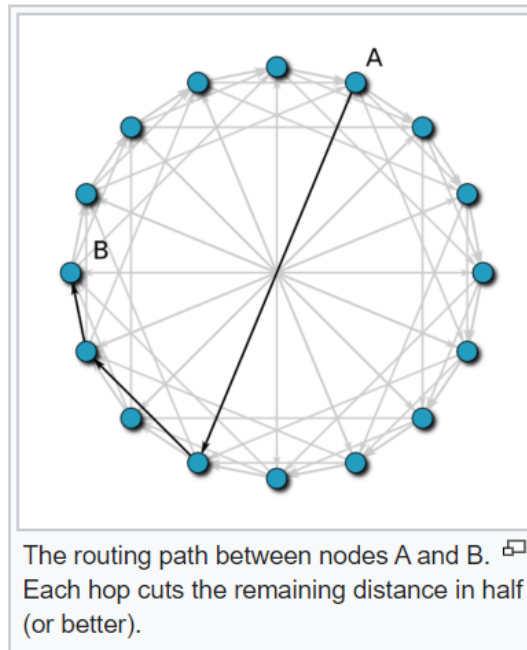 A
B
The routing path between nodes A and B.
Each hop cuts the remaining distance in half
(or better).